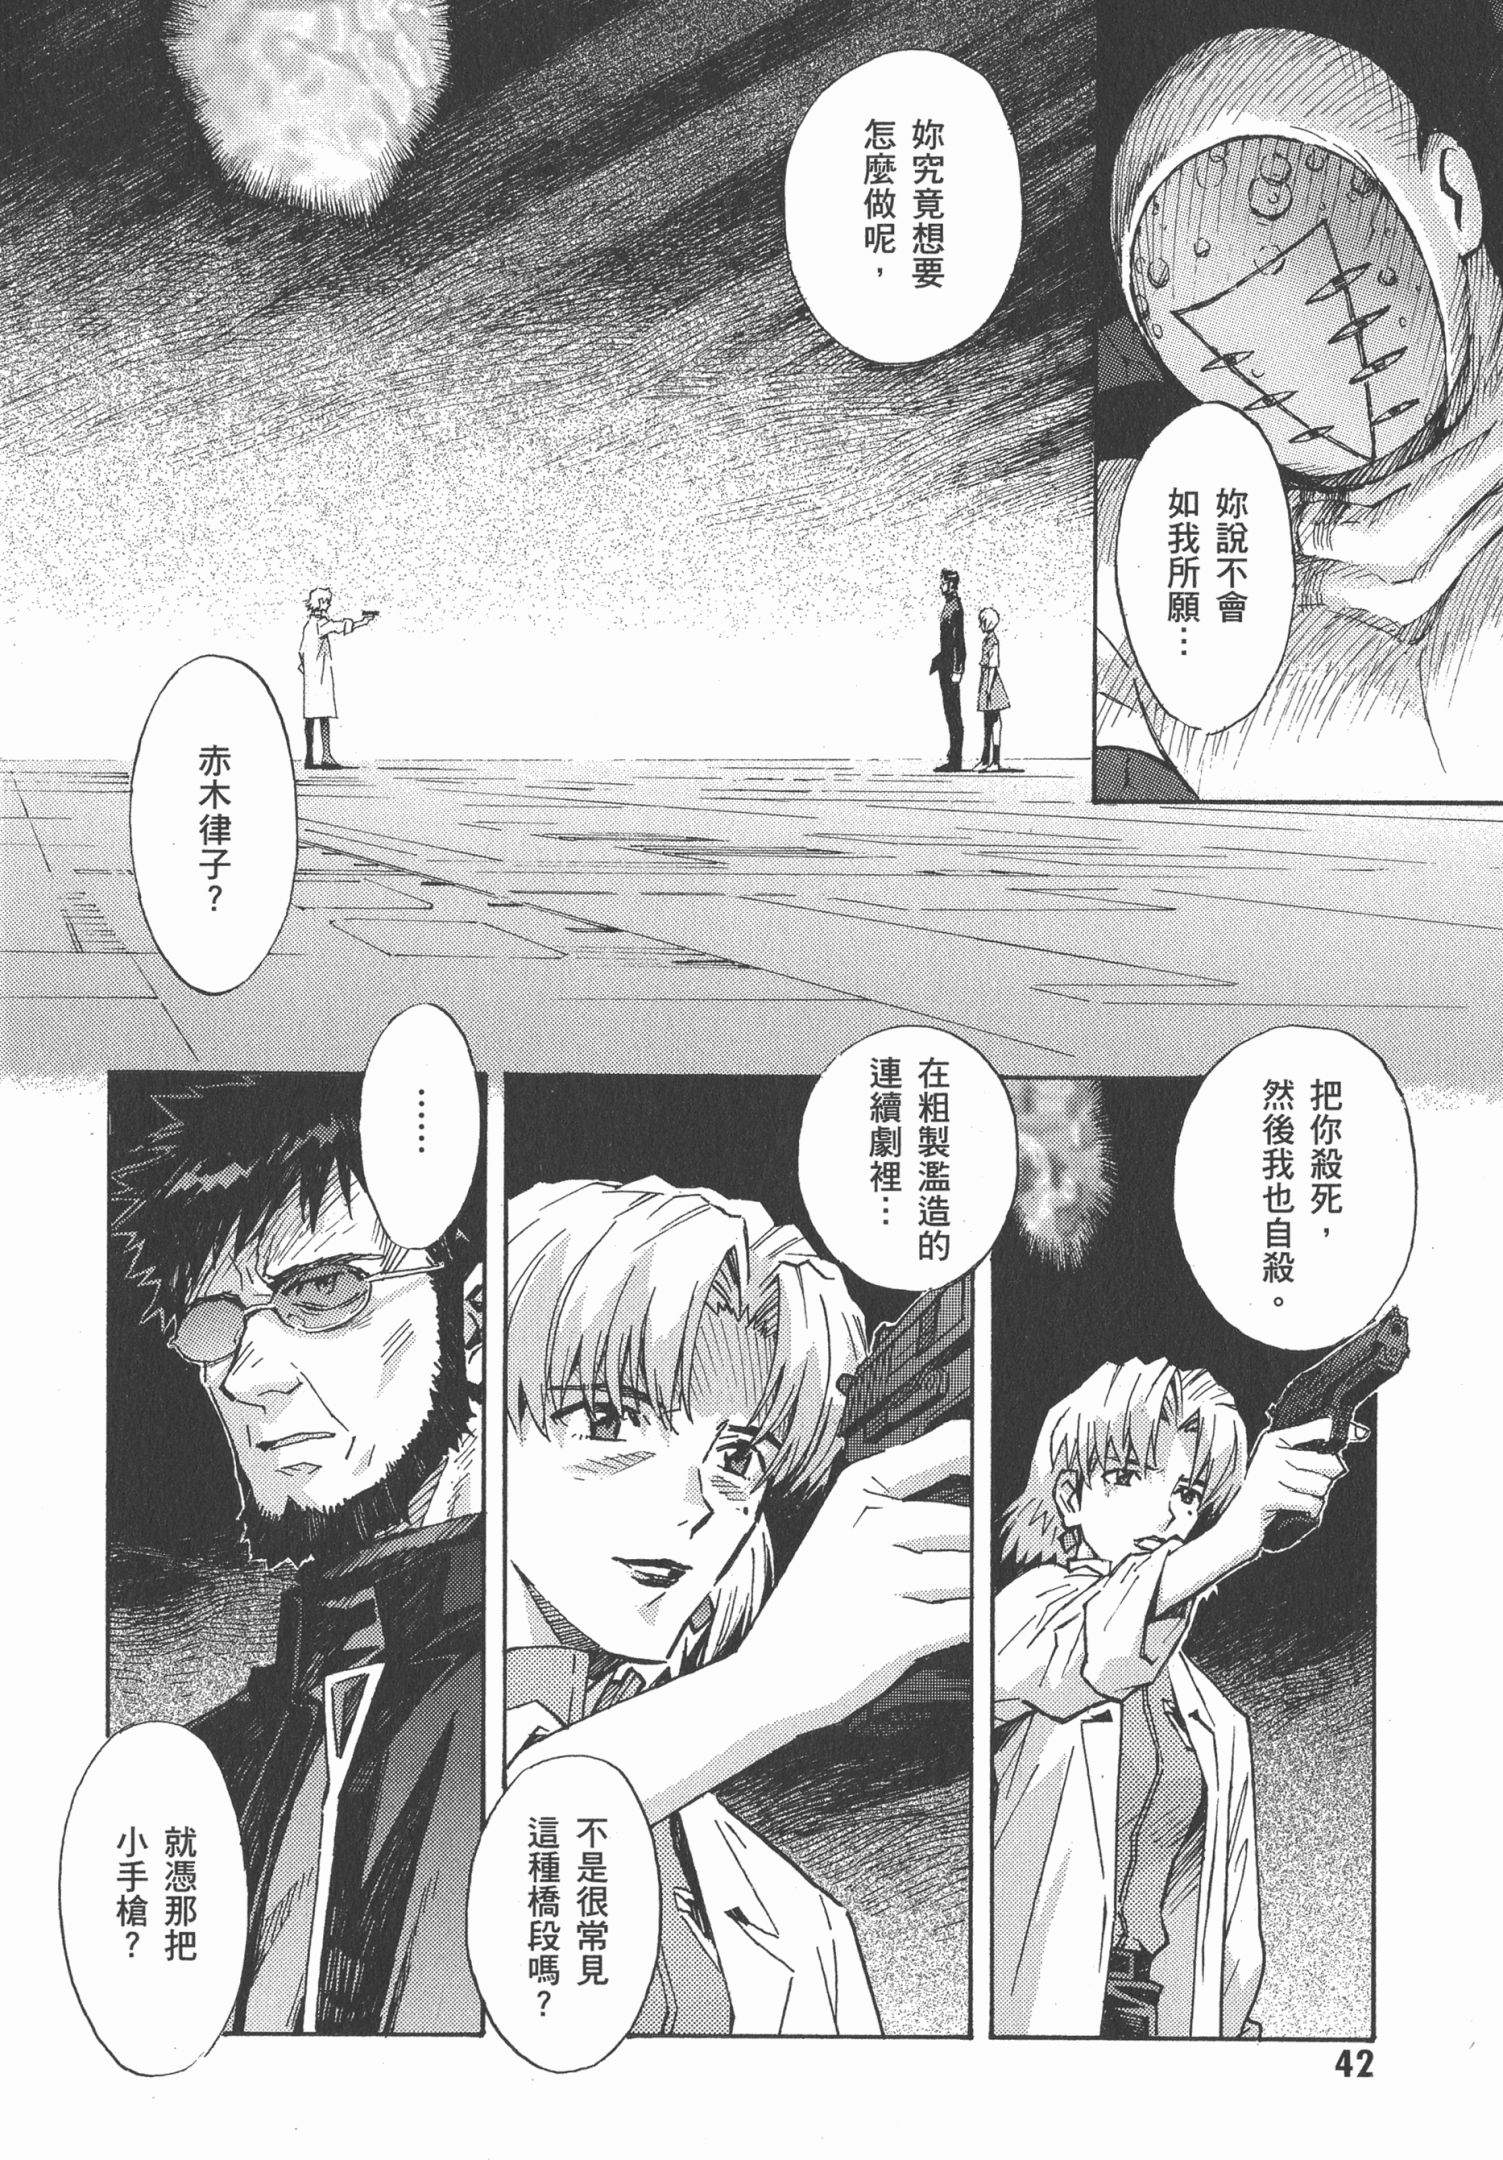 妳說不會
如我所願…
妳究竟想要
怎麼做呢，
赤木律子？
把你殺死，
然後我也自殺。
在粗製濫造的
連續劇裡…
不是很常見
這種橋段嗎？
……
就憑那把
小手槍？
42